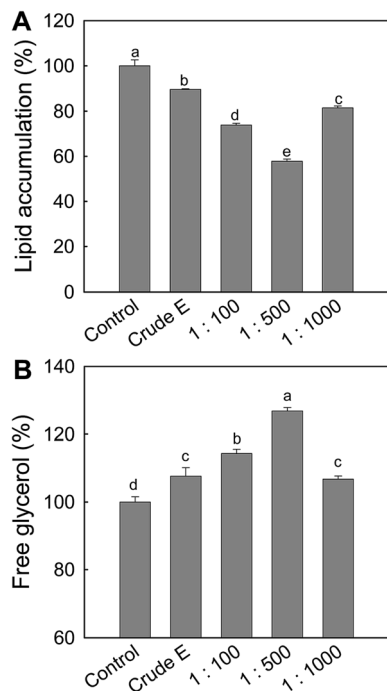 A
Lipid accumulation (%)
120
100
80
60
40
20
0
a
b
d
e
c
Control
Crude E
1 : 100
1 : 500
1 : 1000
B
Free glycerol (%)
140
120
100
80
60
d
c
b
a
c
Control
Crude E
1 : 100
1 : 500
1 : 1000